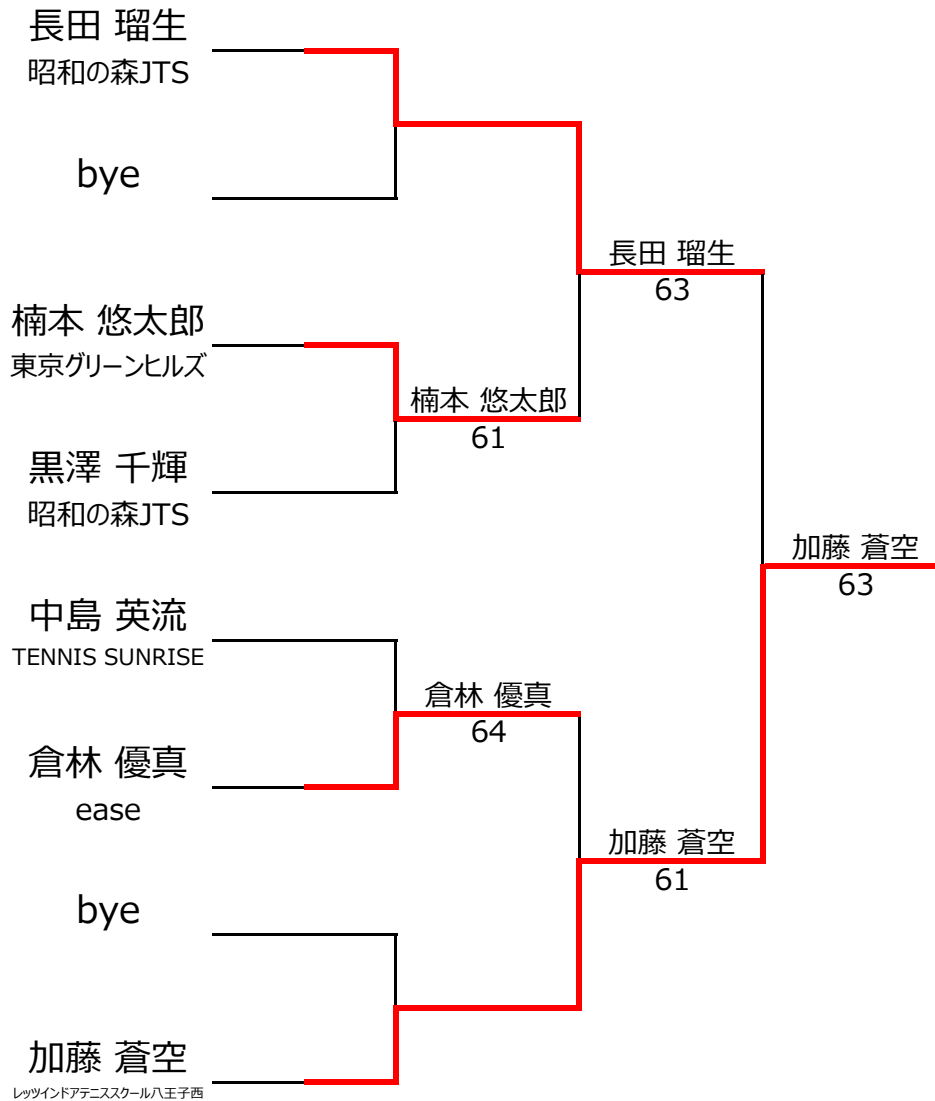 長田 瑠生
昭和の森JTS
bye
長田 瑠生
63
楠本 悠太郎
東京グリーンヒルズ
楠本 悠太郎
61
黒澤 千輝
昭和の森JTS
加藤 蒼空
63
中島 英流
TENNIS SUNRISE
倉林 優真
64
倉林 優真
ease
加藤 蒼空
61
bye
加藤 蒼空
レッツインドアテニススクール八王子西